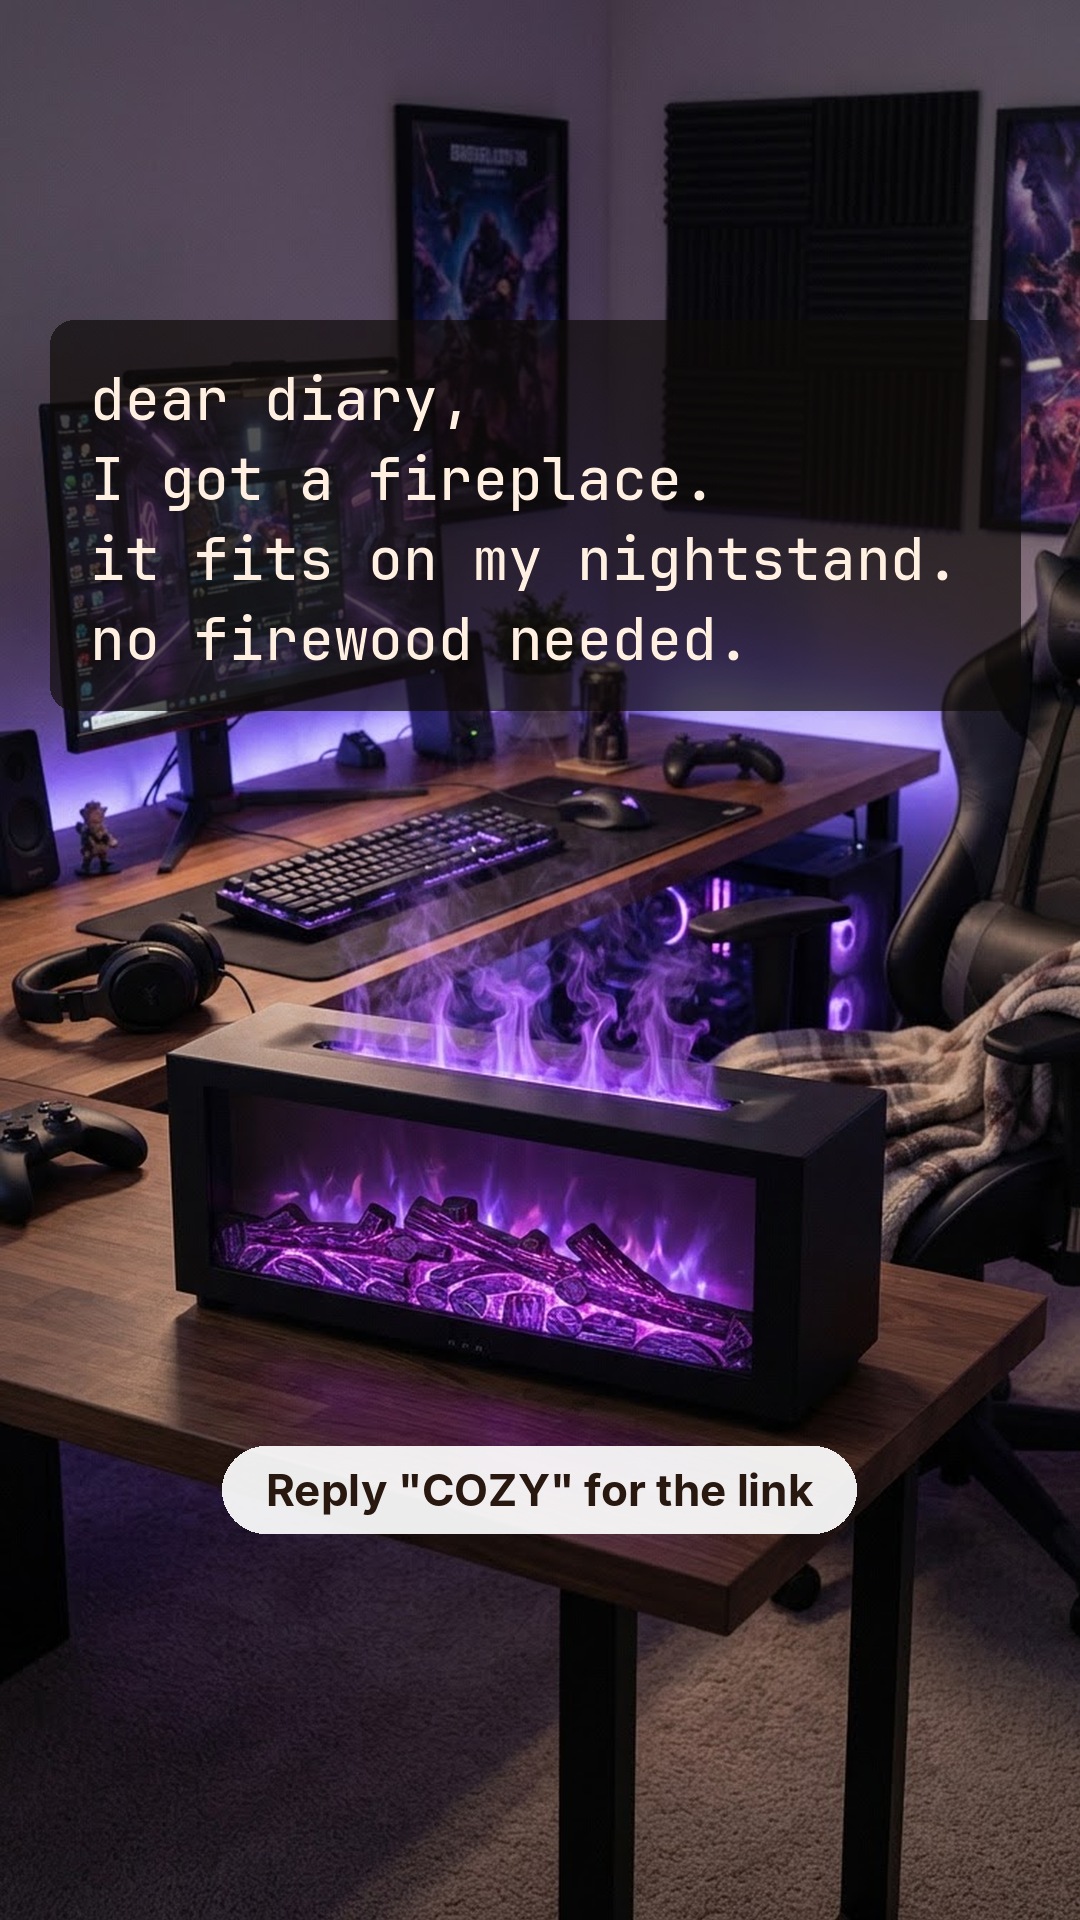 dear diary,
I got a fireplace.
it fits on my nightstand.
no firewood needed.
Reply "COZY" for the link